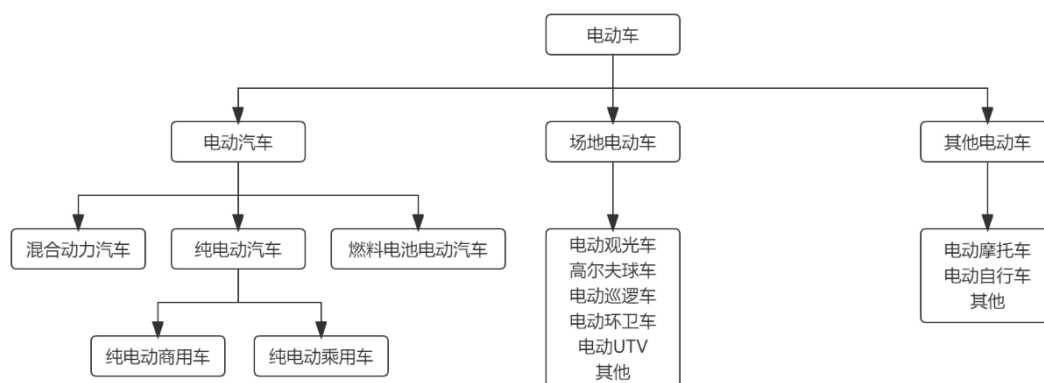 电动车
电动汽车
场地电动车
其他电动车
混合动力汽车
纯电动汽车
燃料电池电动汽车
电动观光车
高尔夫球车
电动巡逻车
电动环卫车
电动UTV
其他
电动摩托车
电动自行车
其他
纯电动商用车
纯电动乘用车